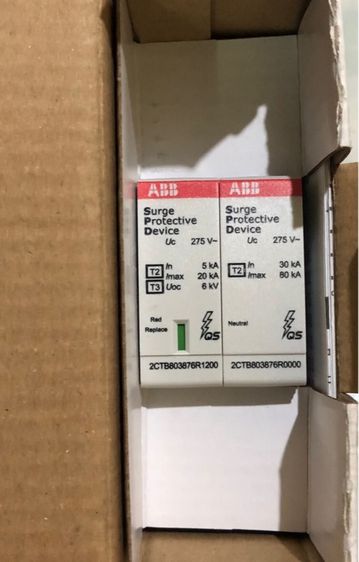 ABB
Surge
Protective
Device
Uc 275 V~
T2 In 5 kA
Imax 20 kA
T3 Uoc 6 kV
Red
Replace
QS
2CTB803876R1200
ABB
Surge
Protective
Device
Uc 275 V~
T2 In 30 kA
Imax 80 kA
Neutral
QS
2CTB803876R0000